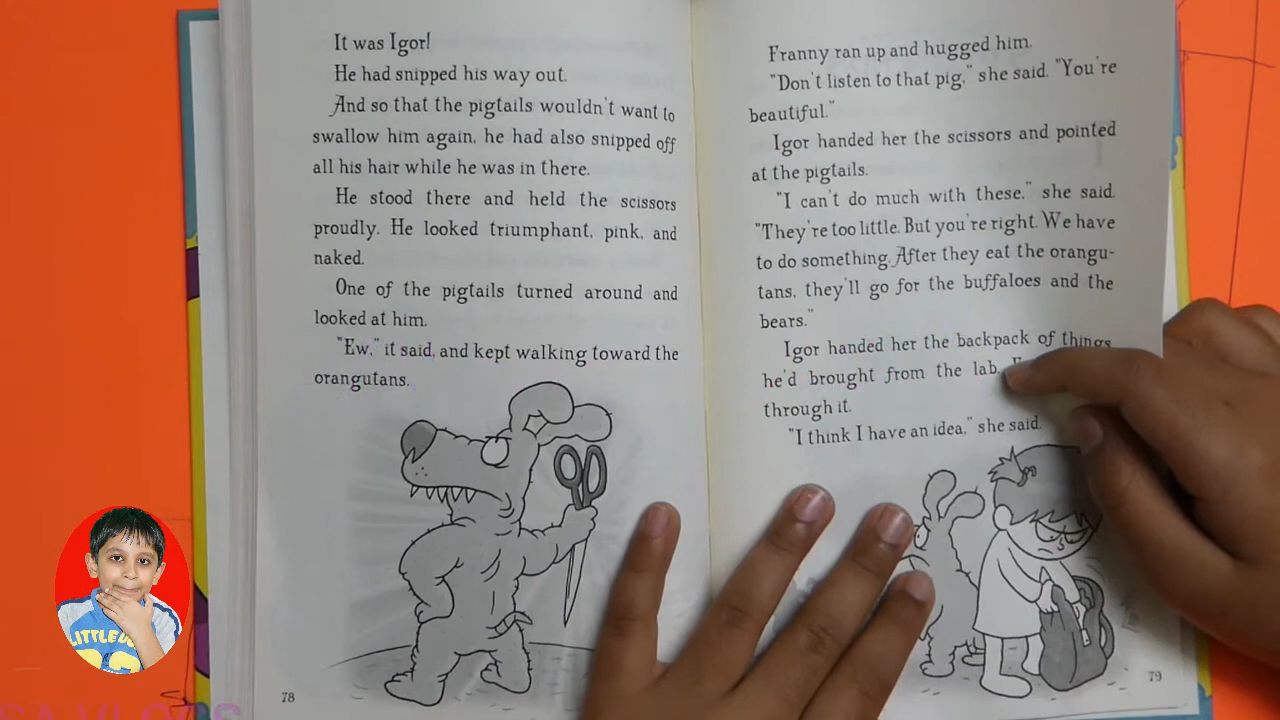 It was Igor!
He had snipped his way out.
And so that the pigtails wouldn't want to
swallow him again, he had also snipped off
all his hair while he was in there.
He stood there and held the scissors
proudly. He looked triumphant, pink, and
naked.
One of the pigtails turned around and
looked at him.
"Ew," it said, and kept walking toward the
orangutans.
78
Franny ran up and hugged him.
"Don't listen to that pig," she said. "You're
beautiful."
Igor handed her the scissors and pointed
at the pigtails.
"I can't do much with these," she said.
"They're too little. But you're right. We have
to do something. After they eat the orangu-
tans, they'll go for the buffaloes and the
bears."
Igor handed her the backpack of things
he'd brought from the lab.
through it.
"I think I have an idea," she said.
79
LITTLE